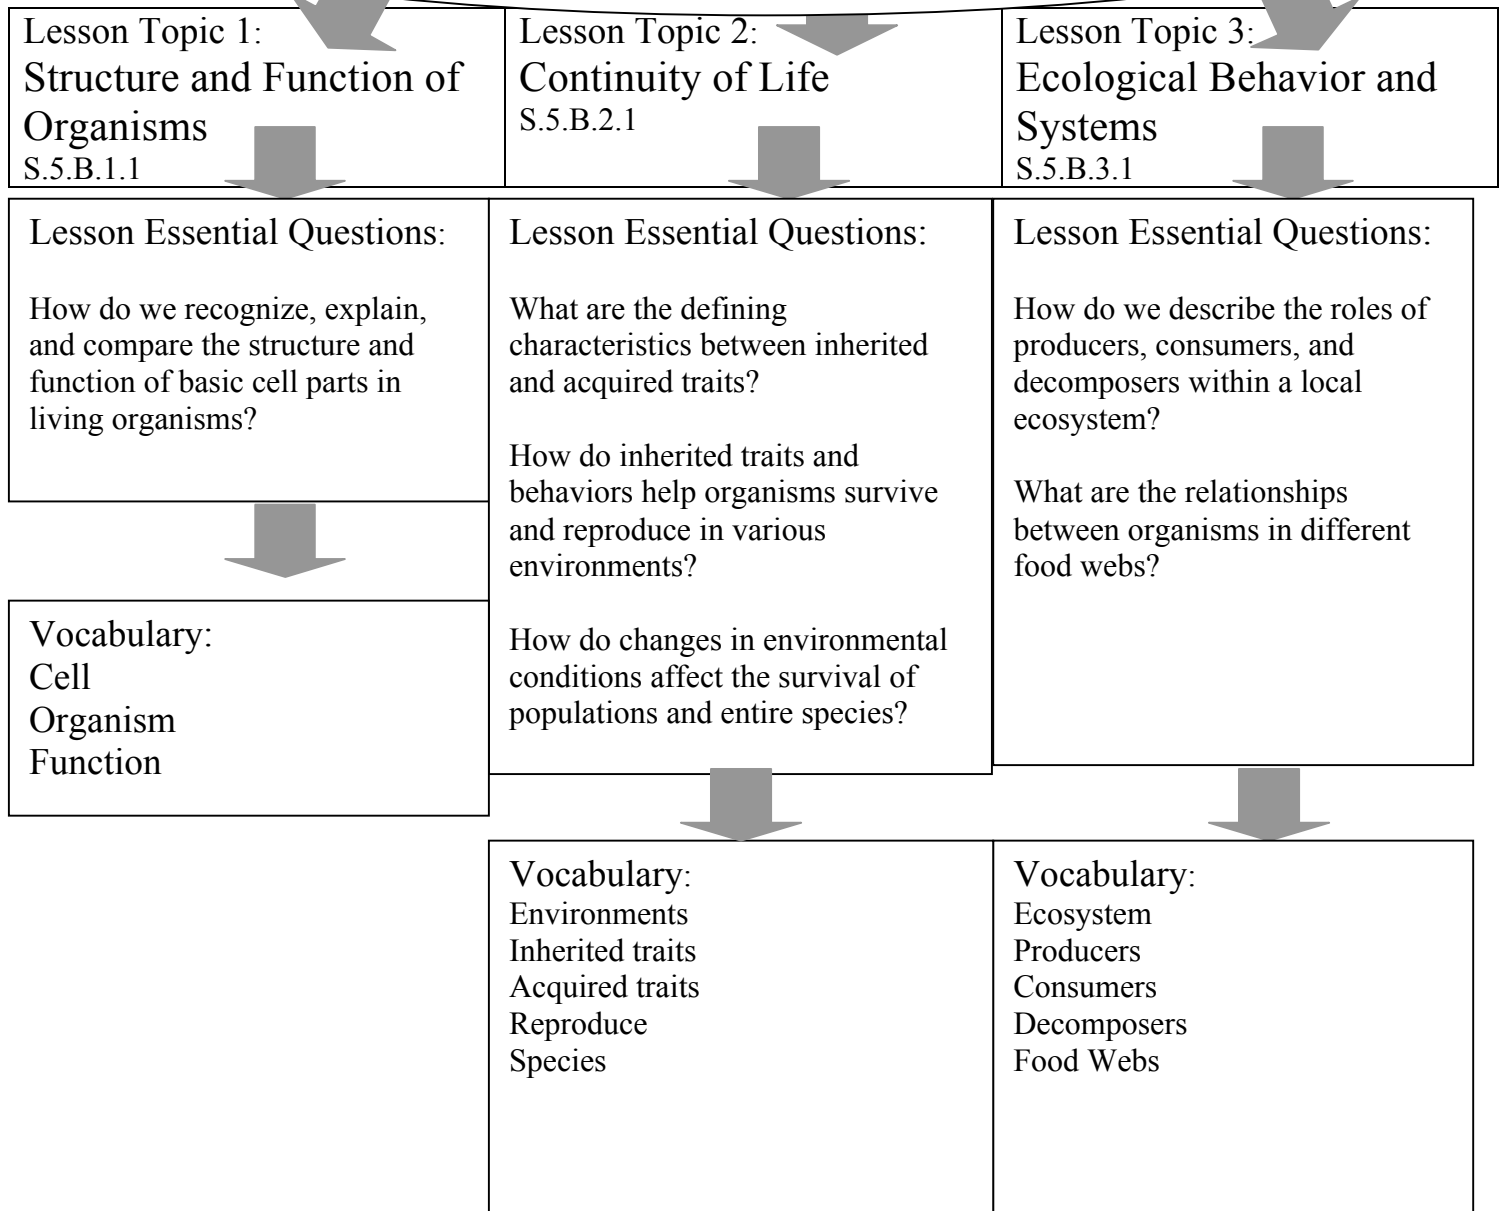 Lesson Topic 1:
Structure and Function of
Organisms
S.5.B.1.1
Lesson Topic 2:
Continuity of Life
S.5.B.2.1
Lesson Topic 3:
Ecological Behavior and
Systems
S.5.B.3.1
Lesson Essential Questions:
How do we recognize, explain,
and compare the structure and
function of basic cell parts in
living organisms?
Vocabulary:
Cell
Organism
Function
Lesson Essential Questions:
What are the defining
characteristics between inherited
and acquired traits?
How do inherited traits and
behaviors help organisms survive
and reproduce in various
environments?
How do changes in environmental
conditions affect the survival of
populations and entire species?
Vocabulary:
Environments
Inherited traits
Acquired traits
Reproduce
Species
Lesson Essential Questions:
How do we describe the roles of
producers, consumers, and
decomposers within a local
ecosystem?
What are the relationships
between organisms in different
food webs?
Vocabulary:
Ecosystem
Producers
Consumers
Decomposers
Food Webs